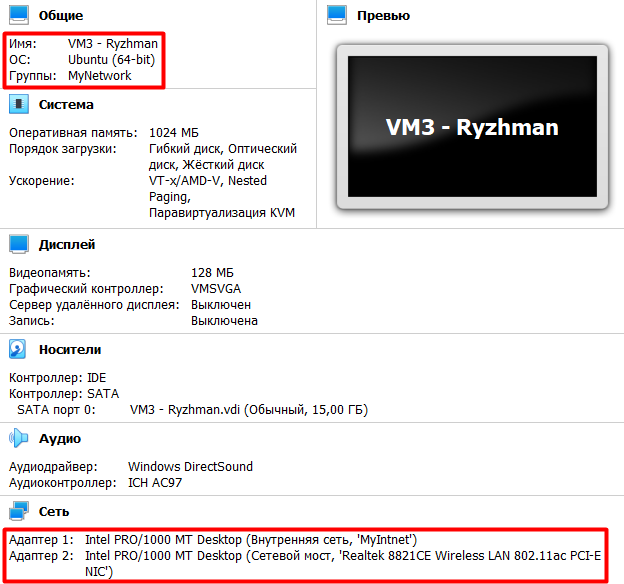 Общие
Имя: VM3 - Ryzhman
ОС: Ubuntu (64-bit)
Группы: MyNetwork
Превью
VM3 - Ryzhman
Система
Оперативная память: 1024 МБ
Порядок загрузки: Гибкий диск, Оптический
диск, Жёсткий диск
Ускорение: VT-x/AMD-V, Nested
Paging,
Паравиртуализация KVM
Дисплей
Видеопамять: 128 МБ
Графический контроллер: VMSVGA
Сервер удалённого дисплея: Выключен
Запись: Выключена
Носители
Контроллер: IDE
Контроллер: SATA
SATA порт 0: VM3 - Ryzhman.vdi (Обычный, 15,00 ГБ)
Аудио
Аудиодрайвер: Windows DirectSound
Аудиоконтроллер: ICH AC97
Сеть
Адаптер 1: Intel PRO/1000 MT Desktop (Внутренняя сеть, 'MyIntnet')
Адаптер 2: Intel PRO/1000 MT Desktop (Сетевой мост, 'Realtek 8821CE Wireless LAN 802.11ac PCI-E
NIC')